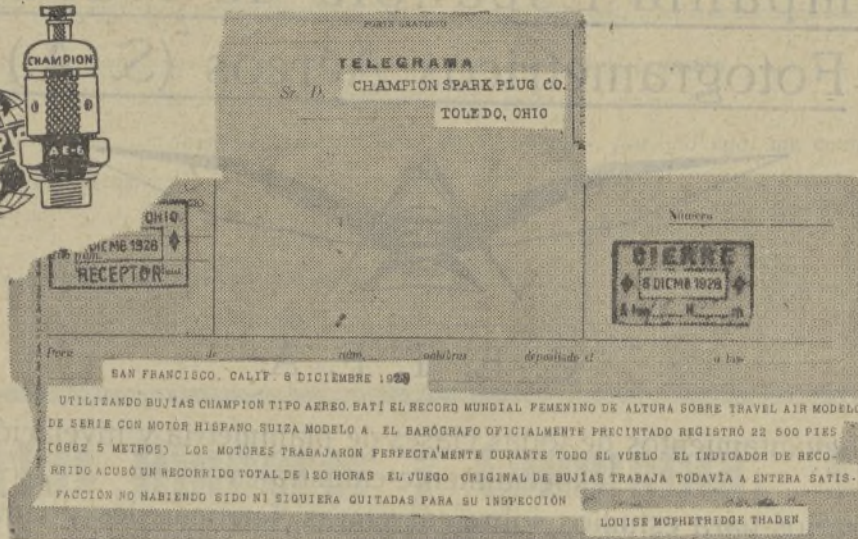 Fotogram
CHAMPION
AE-6
PORTE GRATUITO
TELEGRAMA
Sr. D.
CHAMPION SPARK PLUG CO.
TOLEDO, OHIO
OHIO
DICMB 1928
RECEPTOR
Número
CIERRE
8 DICMB 1928
de
palabras
depositado el
a las
SAN FRANCISCO. CALIF. 8 DICIEMBRE
UTILIZANDO BUJÍAS CHAMPION TIPO AEREO, BATÍ EL RECORD MUNDIAL FEMENINO DE ALTURA SOBRE TRAVEL AIR MODELO
DE SERIE CON MOTOR HISPANO SUIZA MODELO A. EL BARÓGRAFO OFICIALMENTE PRECINTADO REGISTRÓ 22 500 PIES
(6862 5 METROS) LOS MOTORES TRABAJARON PERFECTAMENTE DURANTE TODO EL VUELO EL INDICADOR DE RECO-
RRIDO ACUSÓ UN RECORRIDO TOTAL DE 120 HORAS EL JUEGO ORIGINAL DE BUJÍAS TRABAJA TODAVÍA A ENTERA SATIS-
FACCIÓN NO HABIENDO SIDO NI SIQUIERA QUITADAS PARA SU INSPECCIÓN
LOUISE MCPHETRIDGE THADEN